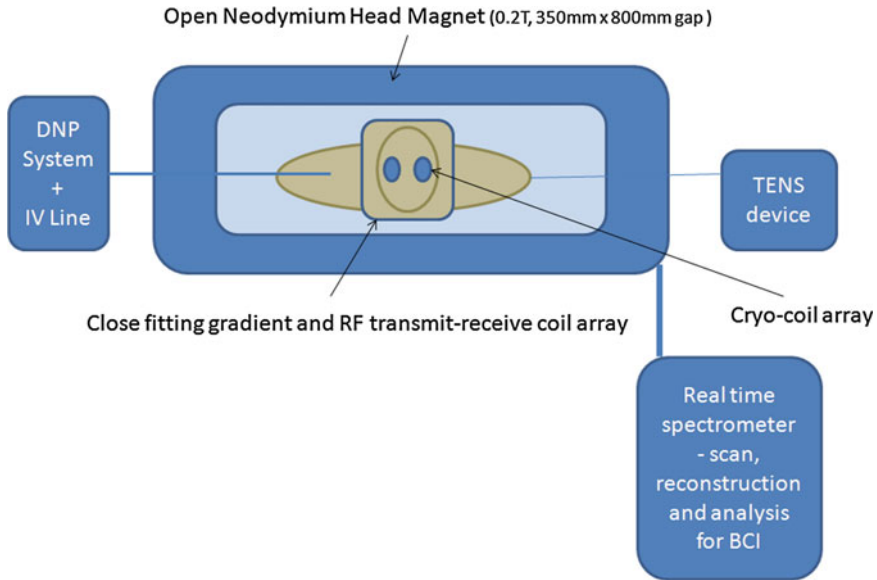 Open Neodymium Head Magnet (0.2T, 350mm x 800mm gap )
DNP
System
+
IV Line
TENS
device
Close fitting gradient and RF transmit-receive coil array
Cryo-coil array
Real time
spectrometer
- scan,
reconstruction
and analysis
for BCI